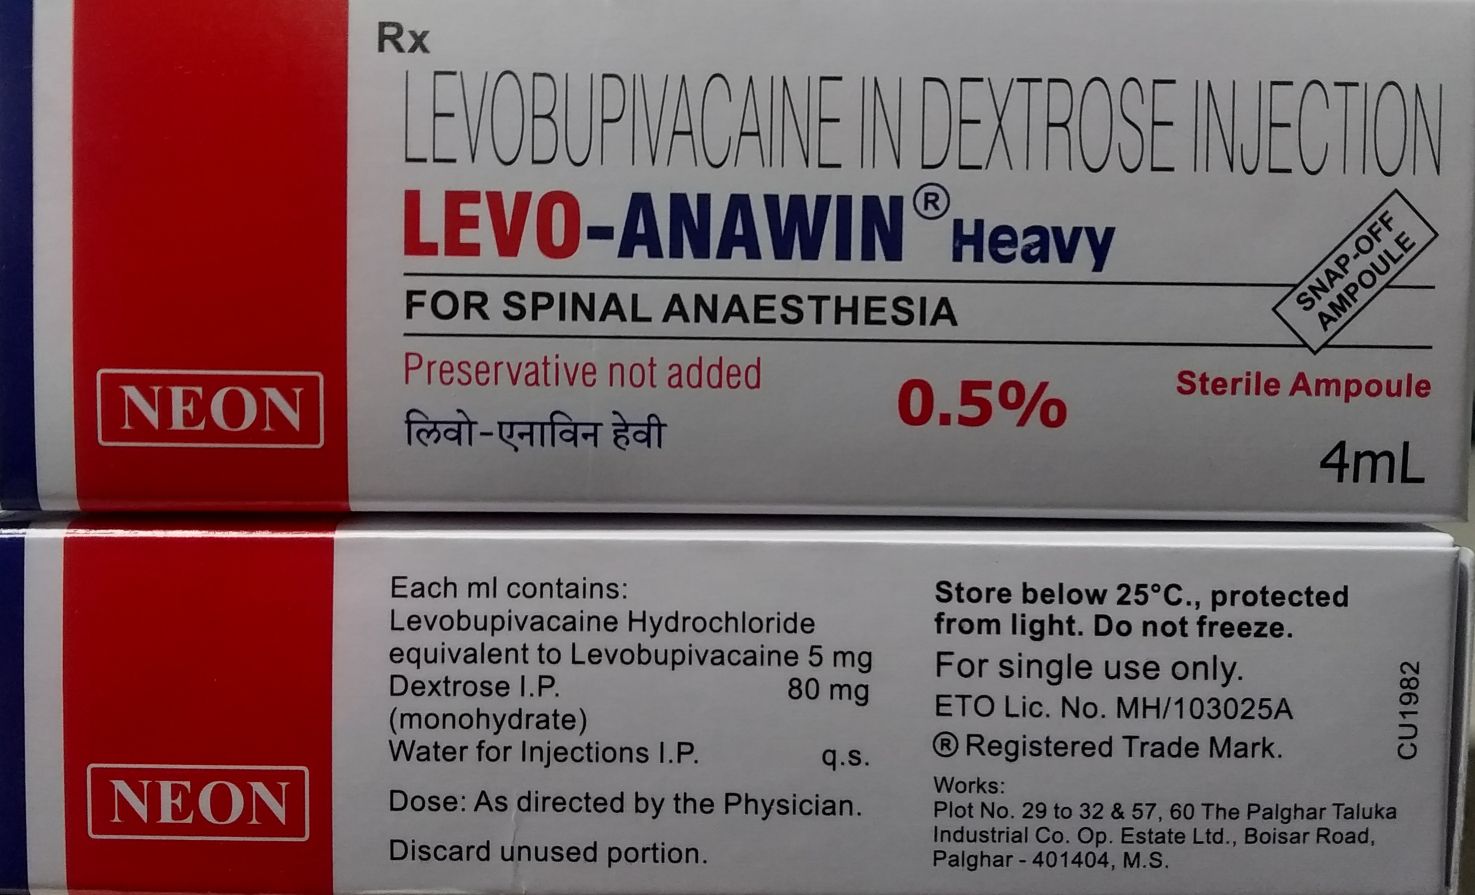 Rx
LEVOBUPIVACAINE IN DEXTROSE INJECTION
LEVO-ANAWIN® Heavy
SNAP-OFF
AMPOULE
FOR SPINAL ANAESTHESIA
Preservative not added
0.5%
Sterile Ampoule
NEON
लिवो-एनाविन हेवी
4mL
Each ml contains:
Levobupivacaine Hydrochloride
equivalent to Levobupivacaine 5 mg
Dextrose I.P. 80 mg
(monohydrate)
Water for Injections I.P. q.s.
Dose: As directed by the Physician.
Discard unused portion.
NEON
Store below 25°C., protected
from light. Do not freeze.
For single use only.
ETO Lic. No. MH/103025A
® Registered Trade Mark.
Works:
Plot No. 29 to 32 & 57, 60 The Palghar Taluka
Industrial Co. Op. Estate Ltd., Boisar Road,
Palghar - 401404, M.S.
CU1982